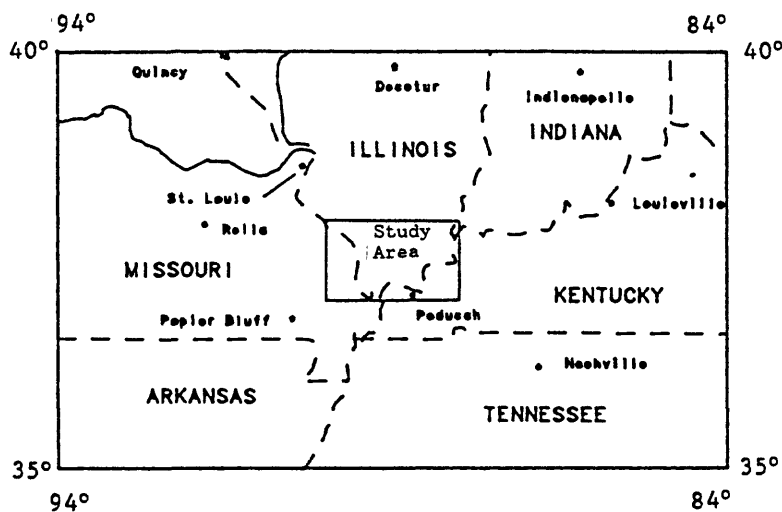 94° 84°
40° 40°
Quincy
Decatur
Indianapolis
INDIANA
ILLINOIS
St. Louis
Louisville
Rolla
Study
Area
MISSOURI
KENTUCKY
Poplar Bluff
Paducah
Nashville
ARKANSAS
TENNESSEE
35° 35°
94° 84°